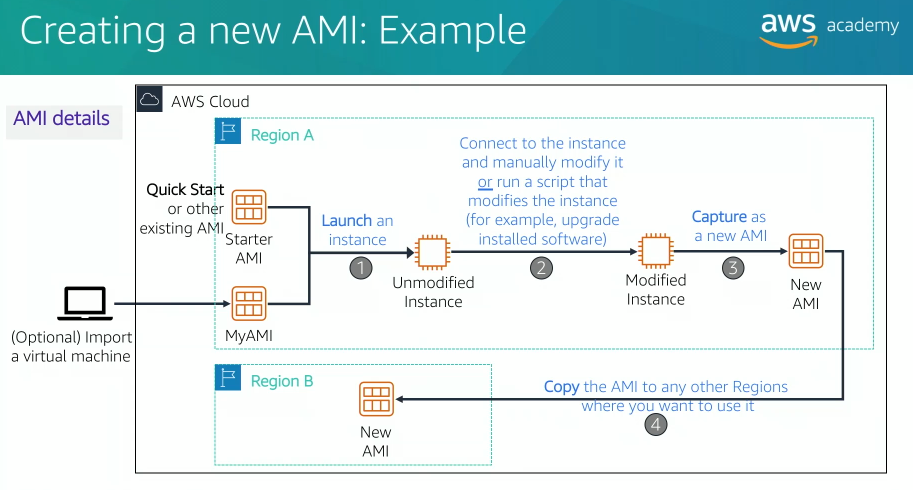 Creating a new AMI: Example
aws academy
AMI details
AWS Cloud
Region A
Quick Start
or other
existing AMI
Starter
AMI
Launch an
instance
1
Unmodified
Instance
Connect to the instance
and manually modify it
or run a script that
modifies the instance
(for example, upgrade
installed software)
2
Modified
Instance
Capture as
a new AMI
3
New
AMI
(Optional) Import
a virtual machine
MyAMI
Region B
New
AMI
Copy the AMI to any other Regions
where you want to use it
4